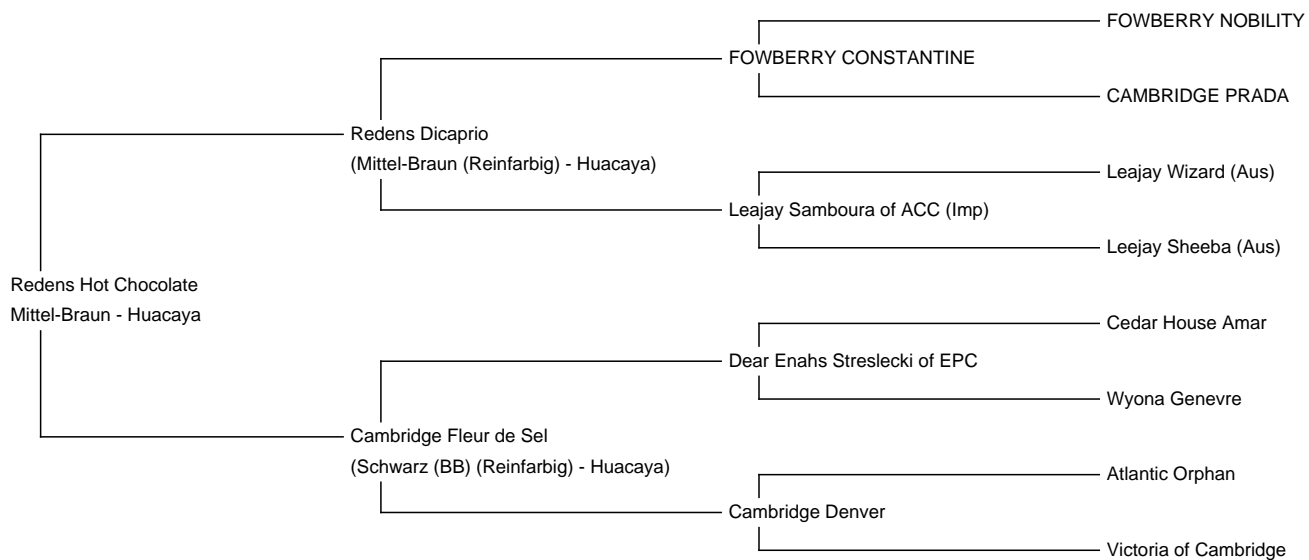 FOWBERRY NOBILITY
FOWBERRY CONSTANTINE
CAMBRIDGE PRADA
Redens Dicaprio
(Mittel-Braun (Reinfarbig) - Huacaya)
Leajay Wizard (Aus)
Leajay Samboura of ACC (Imp)
Leejay Sheeba (Aus)
Redens Hot Chocolate
Mittel-Braun - Huacaya
Cedar House Amar
Dear Enahs Streslecki of EPC
Wyona Genevre
Cambridge Fleur de Sel
(Schwarz (BB) (Reinfarbig) - Huacaya)
Atlantic Orphan
Cambridge Denver
Victoria of Cambridge